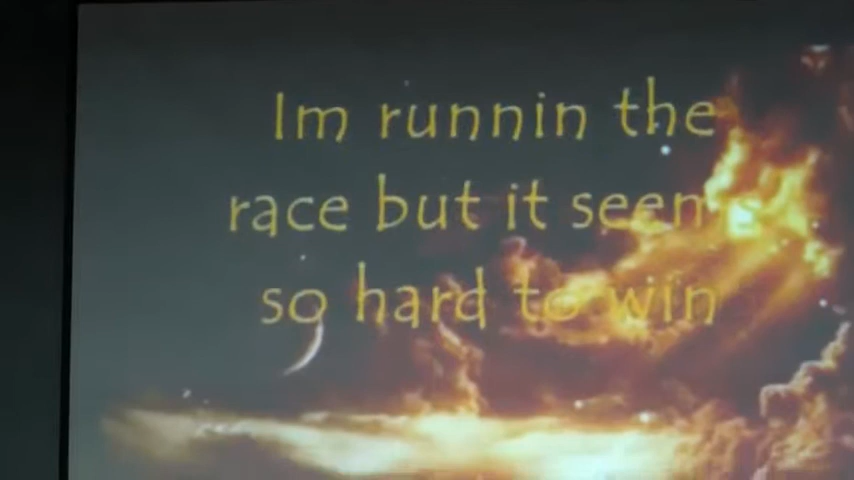 Im runnin the
race but it seems
so hard to win